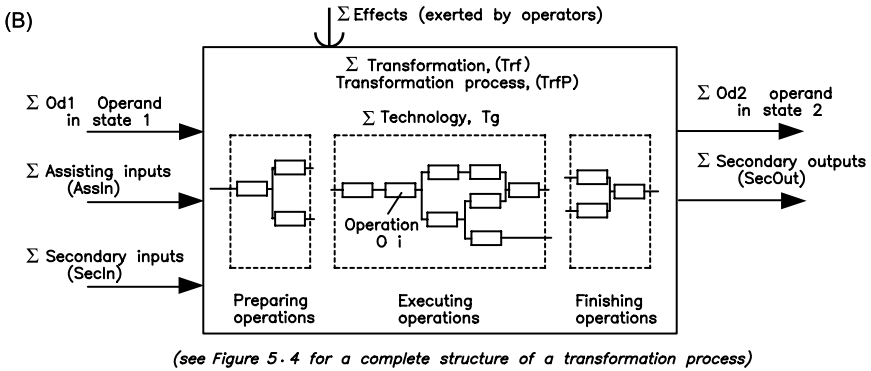 (B)
Σ Effects (exerted by operators)
Σ Transformation, (Trf)
Transformation process, (TrfP)
Σ Od1 Operand
in state 1
Σ Od2 operand
in state 2
Σ Technology, Tg
Σ Assisting inputs
(AssIn)
Σ Secondary outputs
(SecOut)
Operation
O i
Σ Secondary inputs
(SecIn)
Preparing
operations
Executing
operations
Finishing
operations
(see Figure 5.4 for a complete structure of a transformation process)